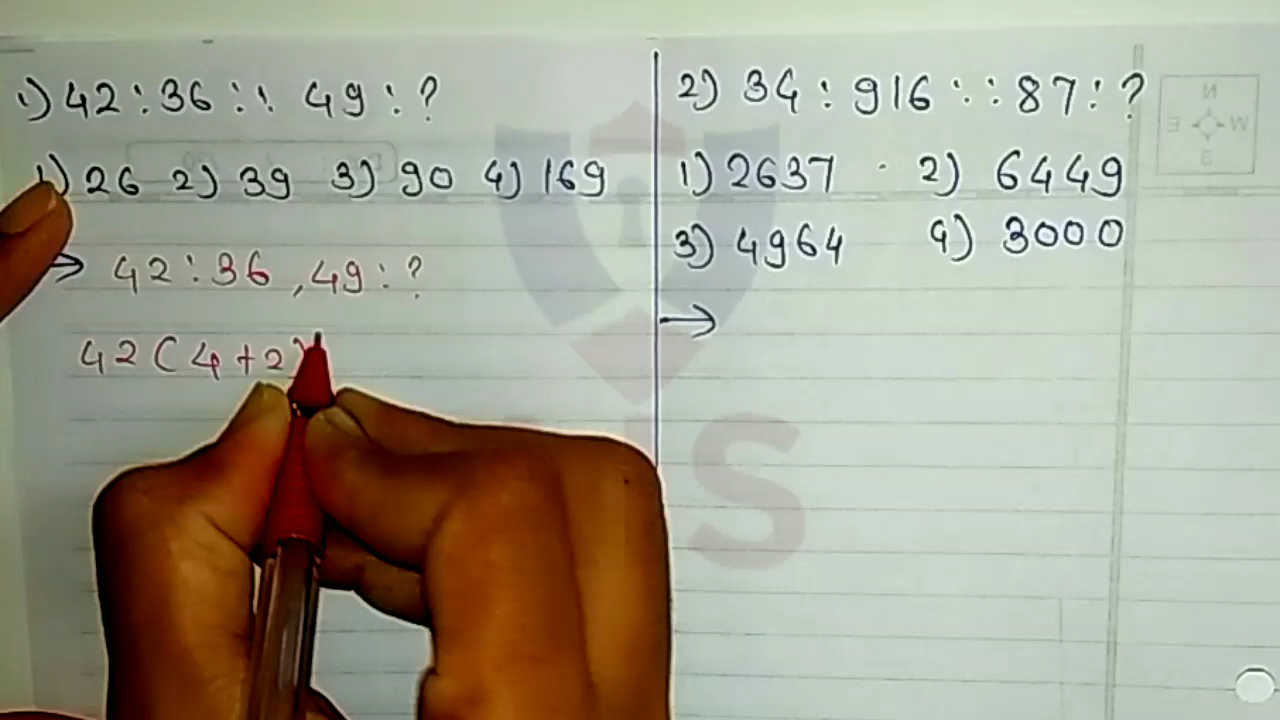 1) 42 : 36 :: 49 : ?
1) 26 2) 39 3) 90 4) 169
→ 42 : 36 , 49 : ?
42 ( 4 + 2 )
2) 34 : 916 :: 87 : ?
1) 2637 2) 6449
3) 4964 4) 3000
→